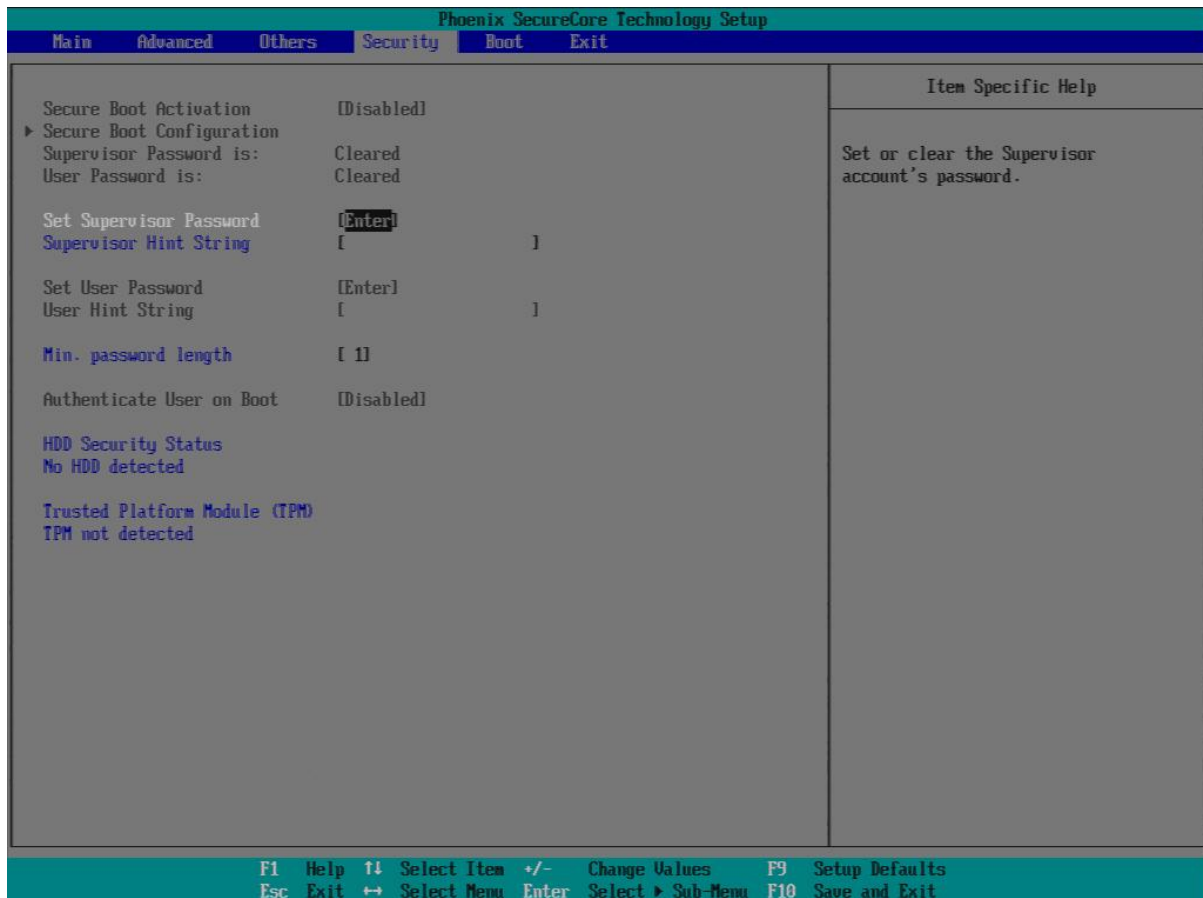 Phoenix SecureCore Technology Setup
Main Advanced Others Security Boot Exit
Item Specific Help
Secure Boot Activation [Disabled]
▶ Secure Boot Configuration
Supervisor Password is: Cleared
User Password is: Cleared
Set or clear the Supervisor
account's password.
Set Supervisor Password [Enter]
Supervisor Hint String [ ]
Set User Password [Enter]
User Hint String [ ]
Min. password length [ 1]
Authenticate User on Boot [Disabled]
HDD Security Status
No HDD detected
Trusted Platform Module (TPM)
TPM not detected
F1 Help ↑↓ Select Item +/- Change Values F9 Setup Defaults
Esc Exit ↔ Select Menu Enter Select ▶ Sub-Menu F10 Save and Exit